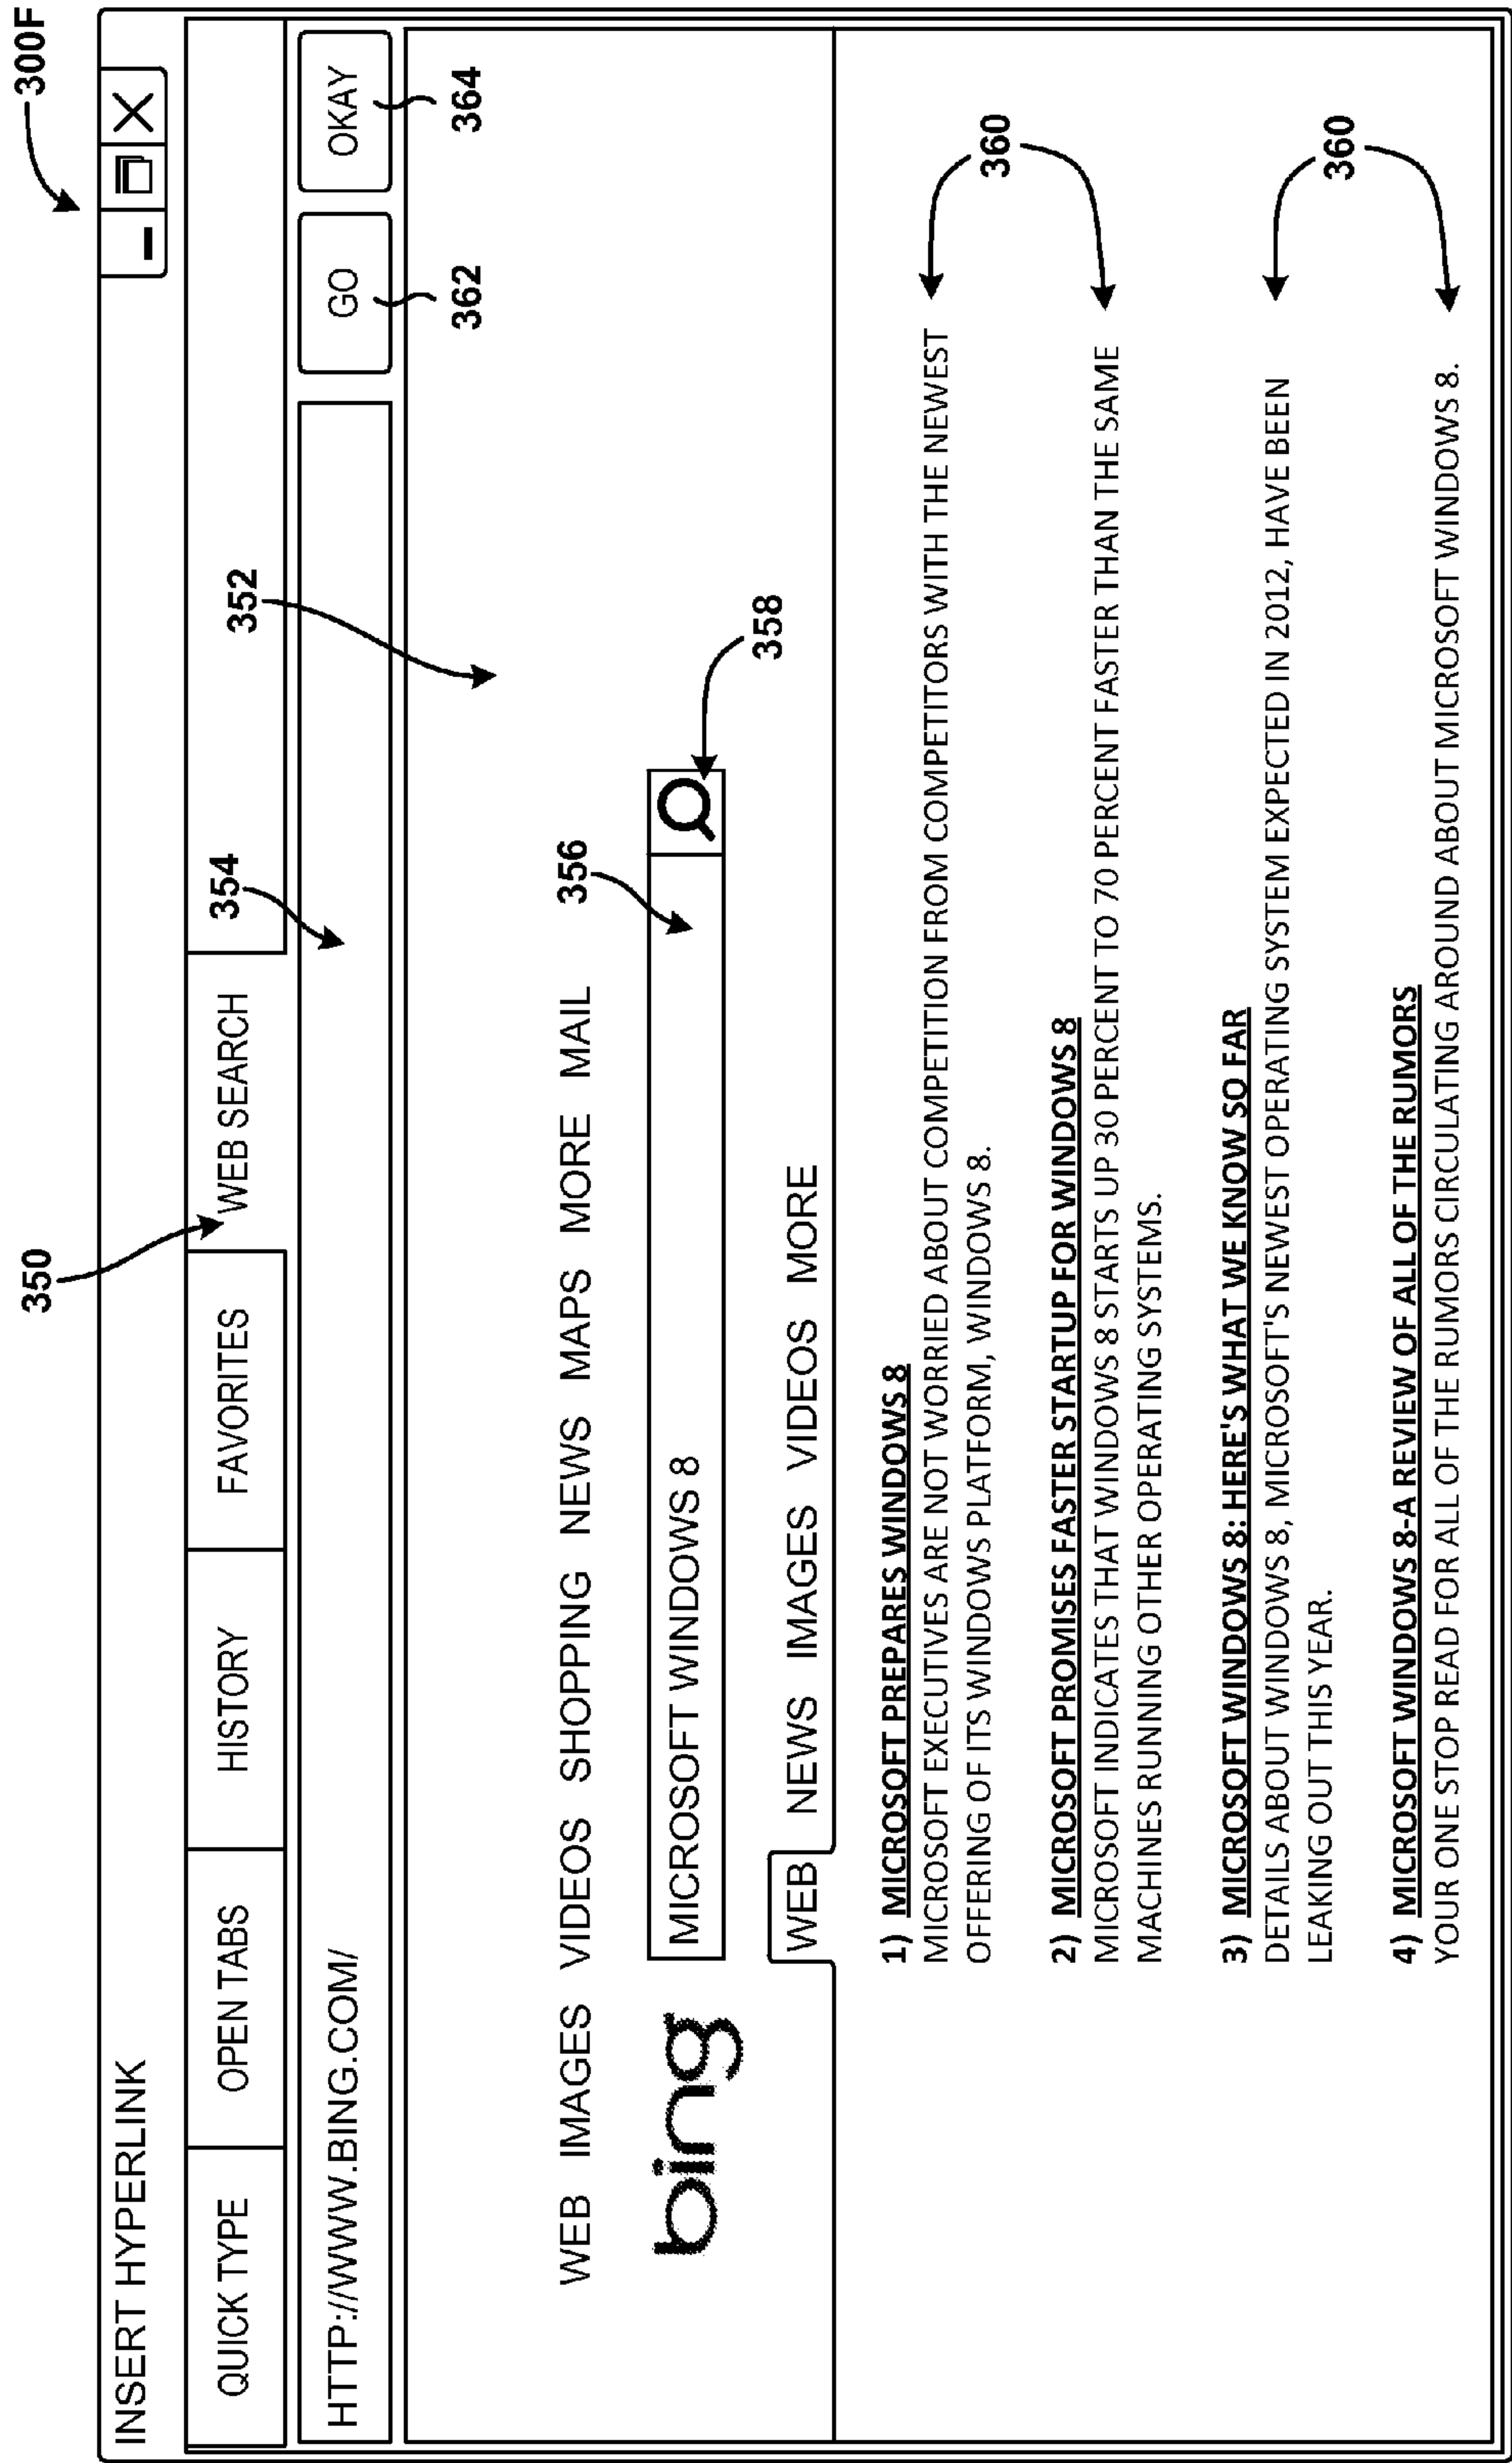 300F
INSERT HYPERLINK
350
QUICK TYPE OPEN TABS HISTORY FAVORITES WEB SEARCH
354
352
HTTP://WWW.BING.COM/ GO OKAY
362
364
WEB IMAGES VIDEOS SHOPPING NEWS MAPS MORE MAIL
356
bing MICROSOFT WINDOWS 8
358
WEB NEWS IMAGES VIDEOS MORE
1) MICROSOFT PREPARES WINDOWS 8
MICROSOFT EXECUTIVES ARE NOT WORRIED ABOUT COMPETITION FROM COMPETITORS WITH THE NEWEST
OFFERING OF ITS WINDOWS PLATFORM, WINDOWS 8.
360
2) MICROSOFT PROMISES FASTER STARTUP FOR WINDOWS 8
MICROSOFT INDICATES THAT WINDOWS 8 STARTS UP 30 PERCENT TO 70 PERCENT FASTER THAN THE SAME
MACHINES RUNNING OTHER OPERATING SYSTEMS.
3) MICROSOFT WINDOWS 8: HERE'S WHAT WE KNOW SO FAR
DETAILS ABOUT WINDOWS 8, MICROSOFT'S NEWEST OPERATING SYSTEM EXPECTED IN 2012, HAVE BEEN
LEAKING OUT THIS YEAR.
360
4) MICROSOFT WINDOWS 8-A REVIEW OF ALL OF THE RUMORS
YOUR ONE STOP READ FOR ALL OF THE RUMORS CIRCULATING AROUND ABOUT MICROSOFT WINDOWS 8.